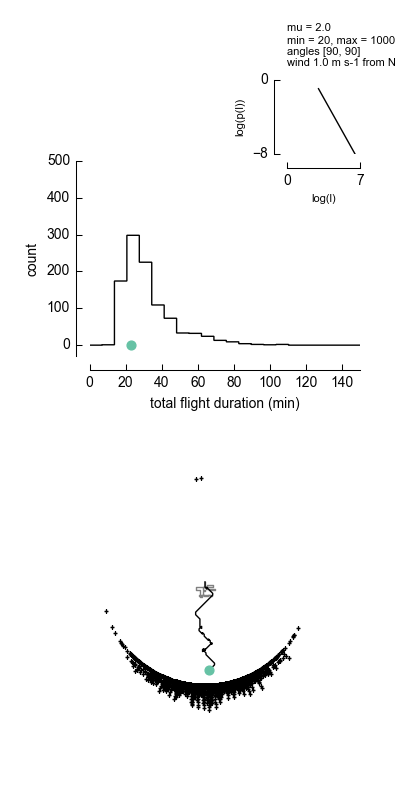 mu = 2.0
min = 20, max = 1000
angles [90, 90]
wind 1.0 m s-1 from N
0
log(p(l))
−8
0 7
log(l)
500
400
300
count
200
100
0
0 20 40 60 80 100 120 140
total flight duration (min)